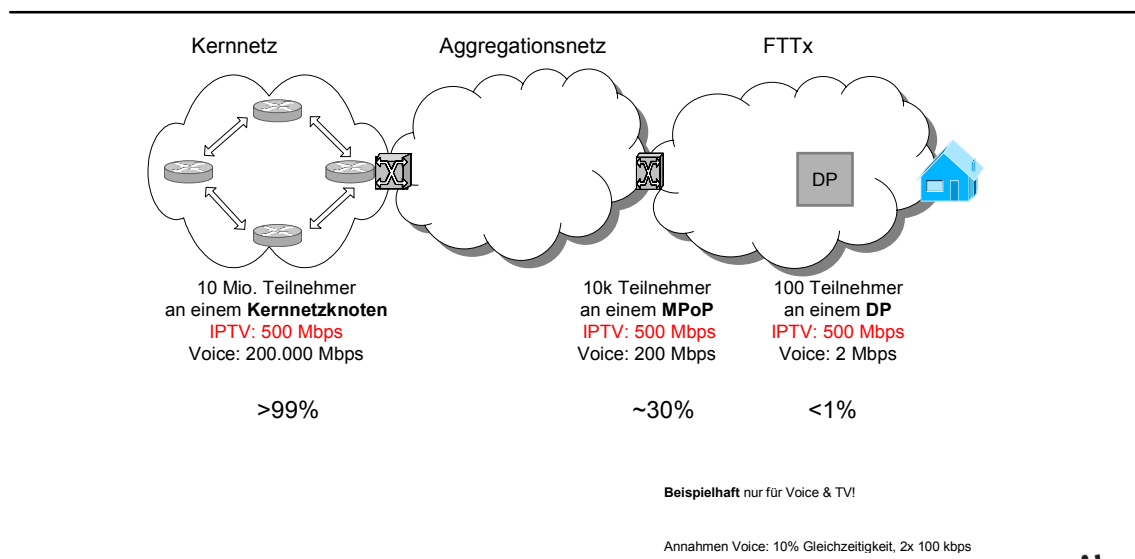 Kernnetz
Aggregationsnetz
FTTx
DP
10 Mio. Teilnehmer
an einem Kernnetzknoten
IPTV: 500 Mbps
Voice: 200.000 Mbps
>99%
10k Teilnehmer
an einem MPoP
IPTV: 500 Mbps
Voice: 200 Mbps
~30%
100 Teilnehmer
an einem DP
IPTV: 500 Mbps
Voice: 2 Mbps
<1%
Beispielhaft nur für Voice & TV!
Annahmen Voice: 10% Gleichzeitigkeit, 2x 100 kbps